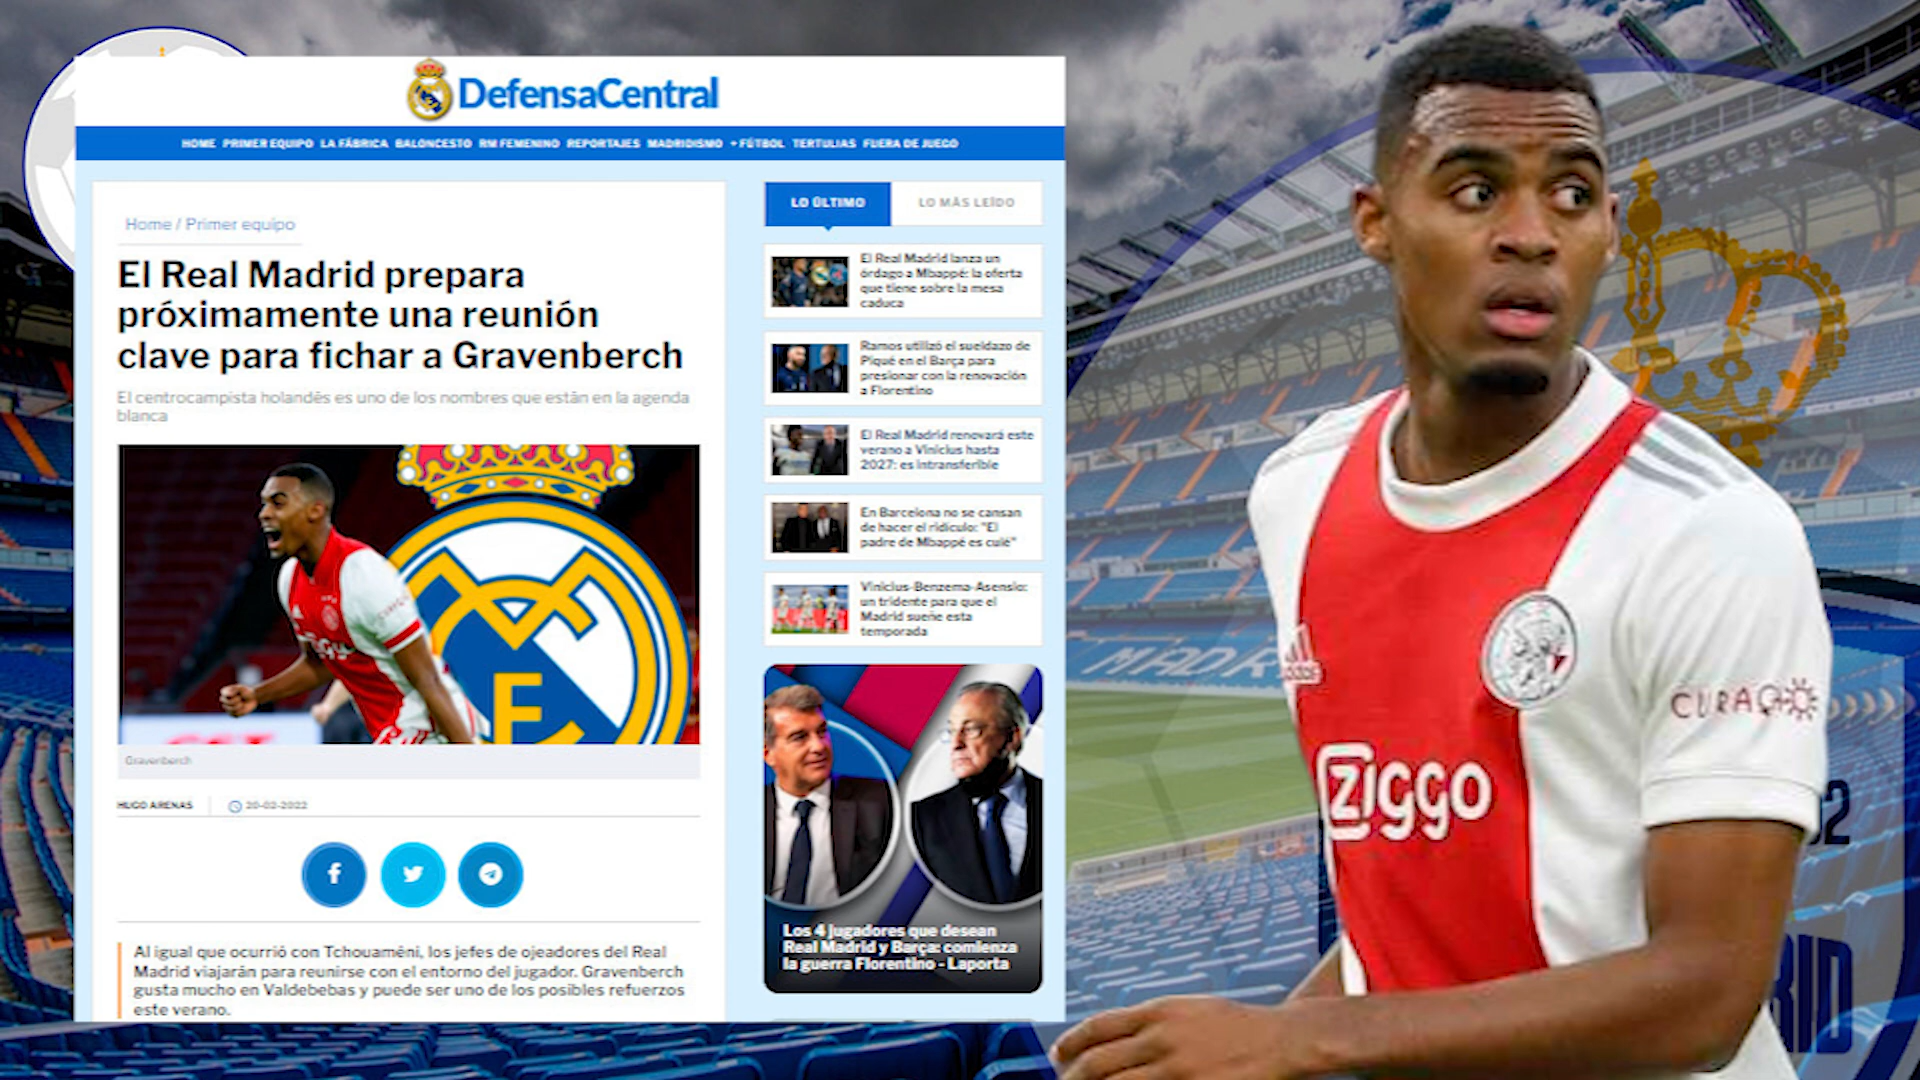 DefensaCentral
HOME PRIMER EQUIPO LA FÁBRICA BALONCESTO RM FEMENINO REPORTAJES MADRIDISMO + FÚTBOL TERTULIAS FUERA DE JUEGO
Home / Primer equipo
El Real Madrid prepara
próximamente una reunión
clave para fichar a Gravenberch
El centrocampista holandés es uno de los nombres que están en la agenda
blanca
Gravenberch
HUGO ARENAS 20-02-2022
Al igual que ocurrió con Tchouaméni, los jefes de ojeadores del Real
Madrid viajarán para reunirse con el entorno del jugador. Gravenberch
gusta mucho en Valdebebas y puede ser uno de los posibles refuerzos
este verano.
LO ÚLTIMO LO MÁS LEÍDO
El Real Madrid lanza un
órdago a Mbappé: la oferta
que tiene sobre la mesa
caduca
Ramos utilizó el sueldazo de
Piqué en el Barça para
presionar con la renovación
a Florentino
El Real Madrid renovará este
verano a Vinicius hasta
2027: es intransferible
En Barcelona no se cansan
de hacer el ridículo: "El
padre de Mbappé es culé"
Vinicius-Benzema-Asensio:
un tridente para que el
Madrid sueñe esta
temporada
Los 4 jugadores que desean
Real Madrid y Barça: comienza
la guerra Florentino - Laporta
MADR
adidas
CURAÇAO
ZIGGO
02
RID